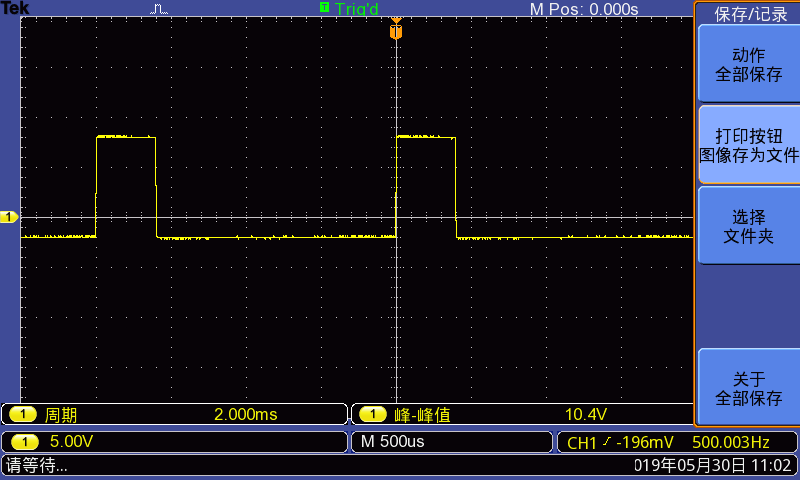 Tek
T Trig'd
M Pos: 0.000s
保存/记录
动作
全部保存
打印按钮
图像存为文件
选择
文件夹
关于
全部保存
T
1
1 周期 2.000ms
1 峰-峰值 10.4V
1 5.00V
M 500us
CH1 -196mV 500.003Hz
请等待...
019年05月30日 11:02